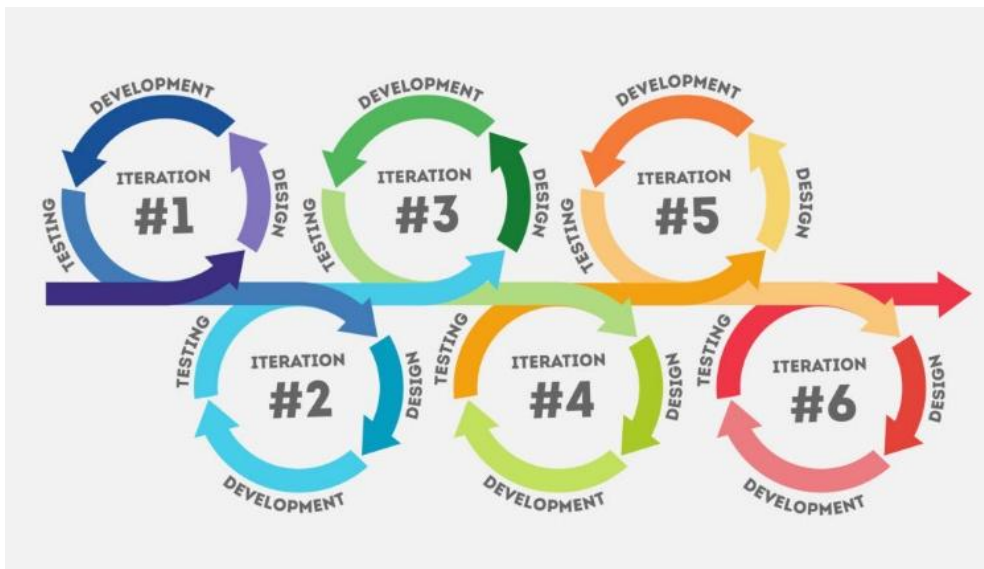 DEVELOPMENT
ITERATION
#1
DESIGN
TESTING
DEVELOPMENT
ITERATION
#3
DESIGN
TESTING
DEVELOPMENT
ITERATION
#5
DESIGN
TESTING
TESTING
ITERATION
#2
DESIGN
DEVELOPMENT
TESTING
ITERATION
#4
DESIGN
DEVELOPMENT
TESTING
ITERATION
#6
DESIGN
DEVELOPMENT